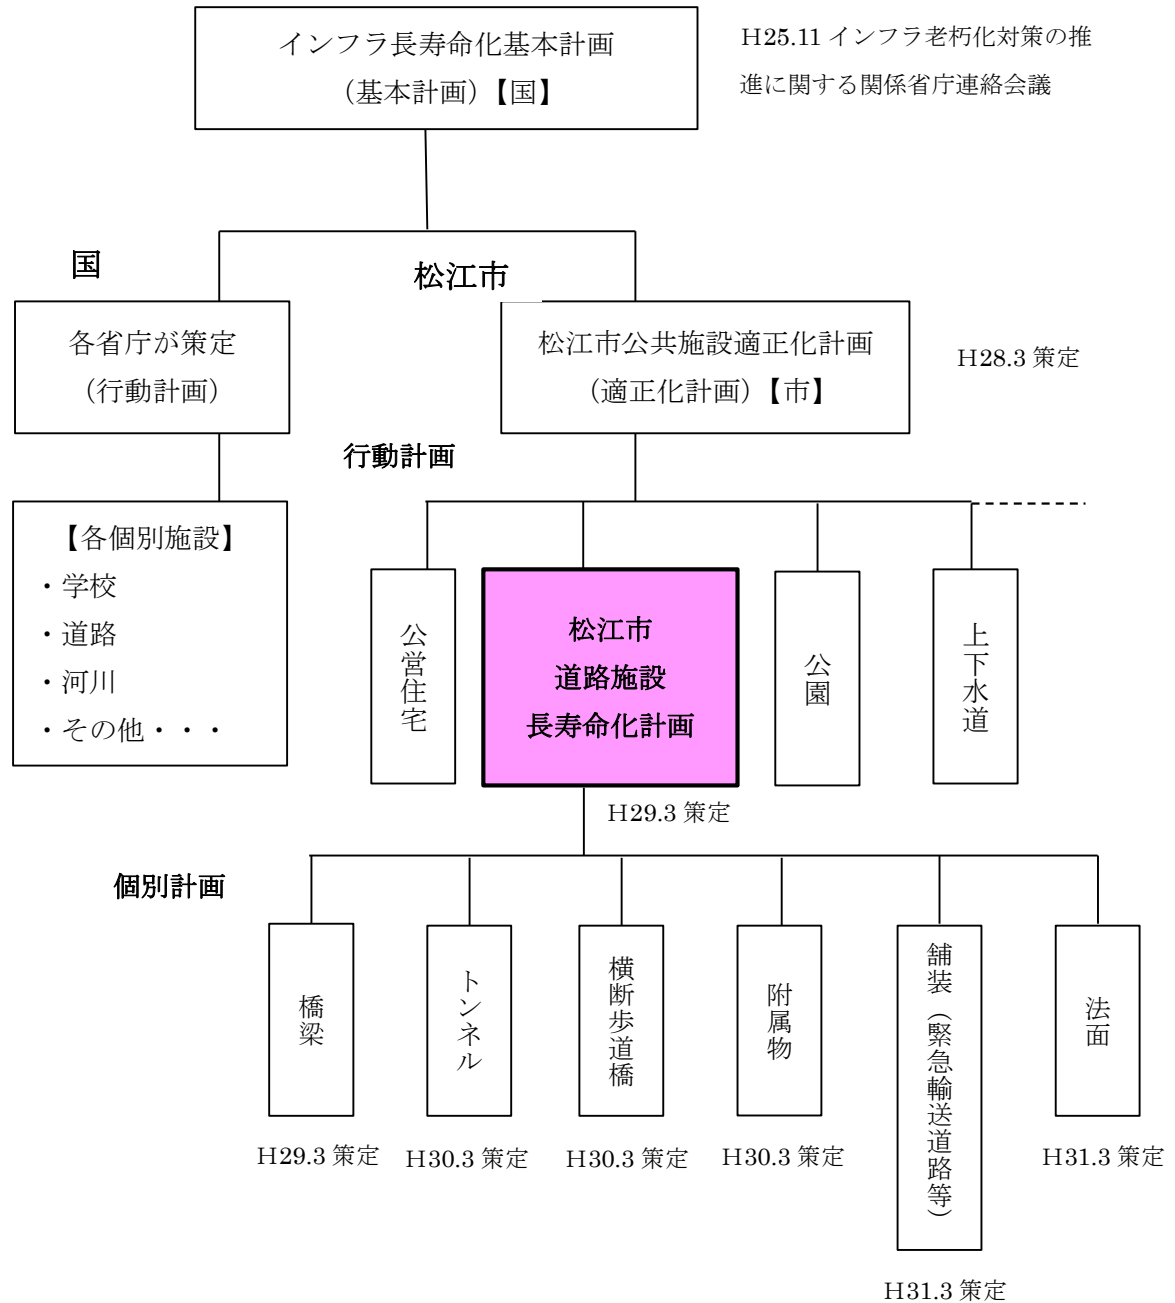 インフラ長寿命化基本計画
（基本計画）【国】
H25.11 インフラ老朽化対策の推
進に関する関係省庁連絡会議
国
松江市
各省庁が策定
（行動計画）
松江市公共施設適正化計画
（適正化計画）【市】
H28.3 策定
行動計画
【各個別施設】
・学校
・道路
・河川
・その他・・・
公営住宅
松江市
道路施設
長寿命化計画
公園
上下水道
H29.3 策定
個別計画
橋梁
トンネル
横断歩道橋
附属物
舗装（緊急輸送道路等）
法面
H29.3 策定
H30.3 策定
H30.3 策定
H30.3 策定
H31.3 策定
H31.3 策定